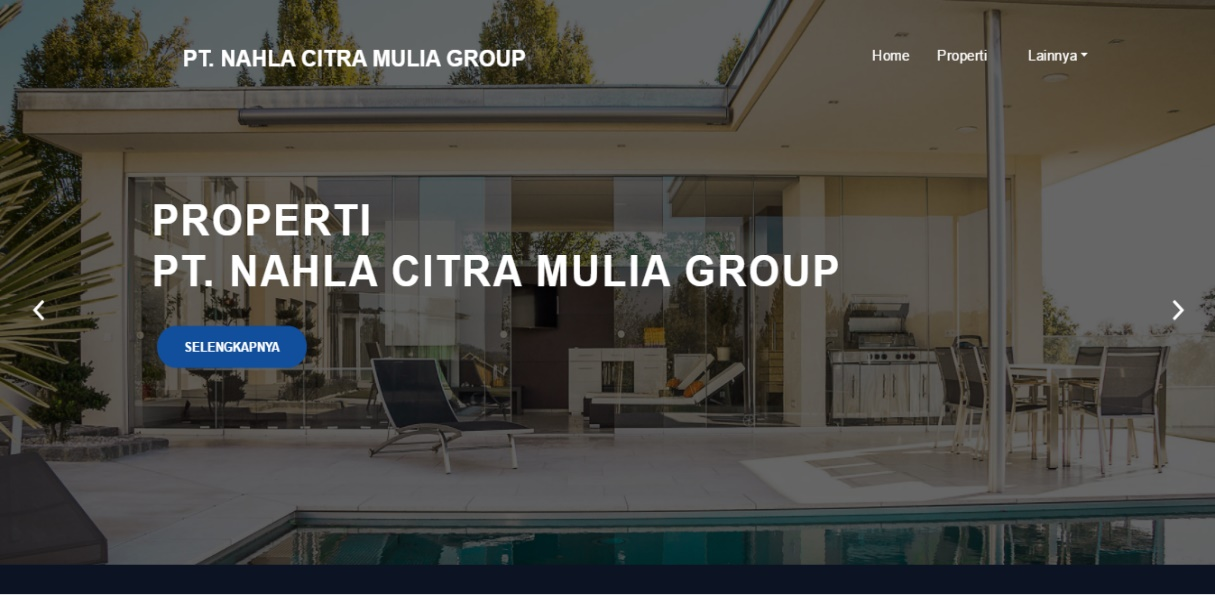 PT. NAHLA CITRA MULIA GROUP
Home
Properti
Lainnya
PROPERTI
PT. NAHLA CITRA MULIA GROUP
SELENGKAPNYA